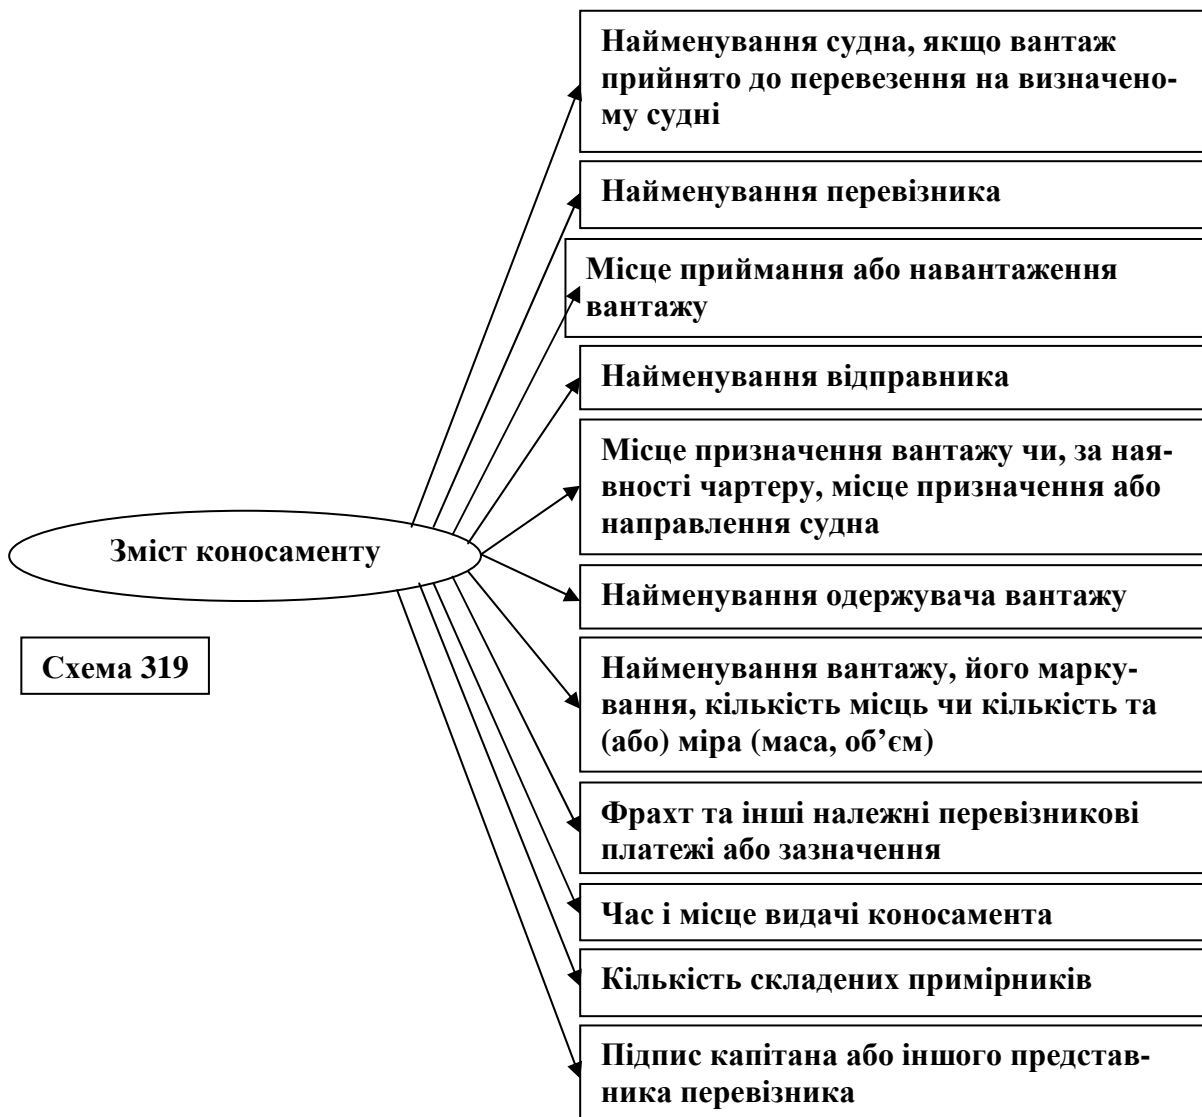 Найменування судна, якщо вантаж
прийнято до перевезення на визначено-
му судні
Найменування перевізника
Місце приймання або навантаження
вантажу
Найменування відправника
Місце призначення вантажу чи, за ная-
вності чартеру, місце призначення або
направлення судна
Зміст коносаменту
Найменування одержувача вантажу
Схема 319
Найменування вантажу, його марку-
вання, кількість місць чи кількість та
(або) міра (маса, об’єм)
Фрахт та інші належні перевізникові
платежі або зазначення
Час і місце видачі коносамента
Кількість складених примірників
Підпис капітана або іншого представ-
ника перевізника